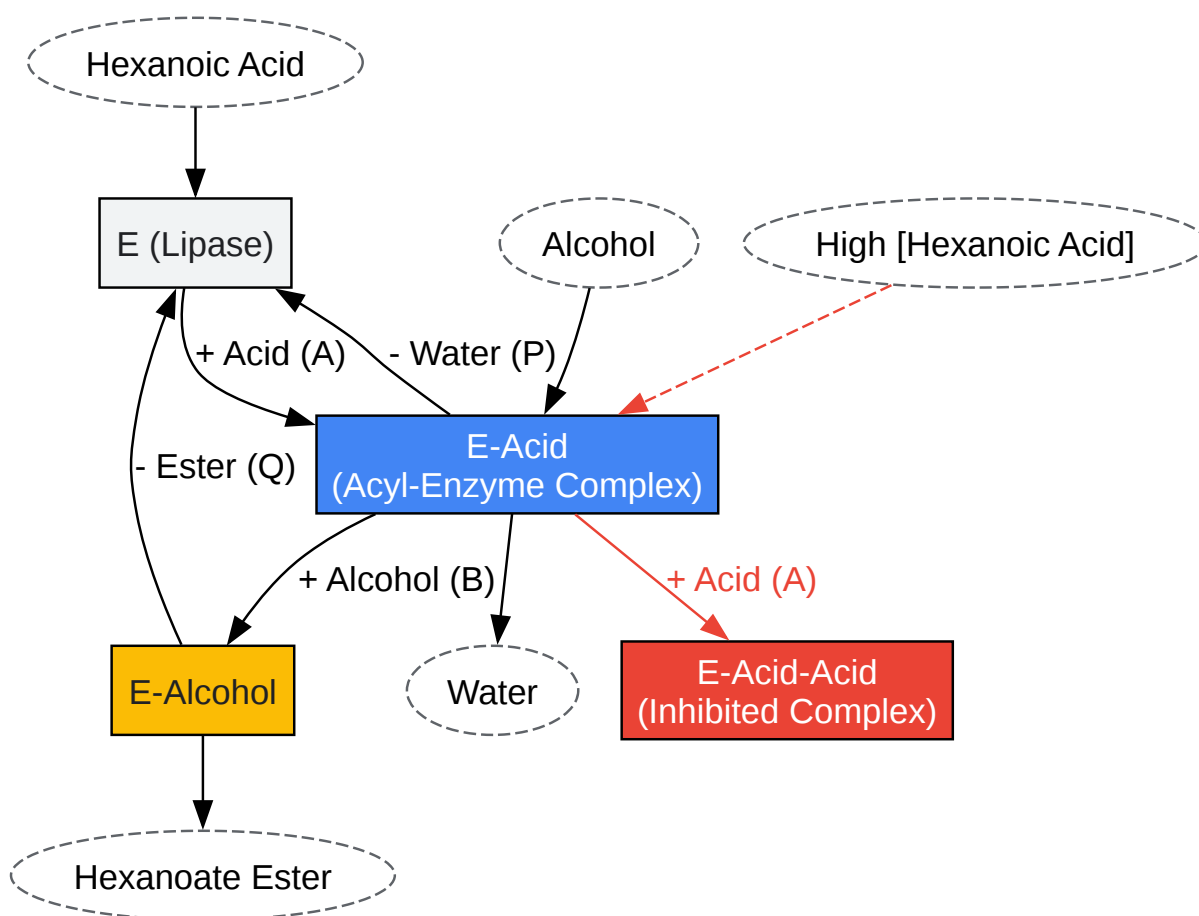 Hexanoic Acid
E (Lipase)
Alcohol
High [Hexanoic Acid]
+ Acid (A)
- Water (P)
- Ester (Q)
E-Acid
(Acyl-Enzyme Complex)
+ Alcohol (B)
+ Acid (A)
E-Alcohol
Water
E-Acid-Acid
(Inhibited Complex)
Hexanoate Ester